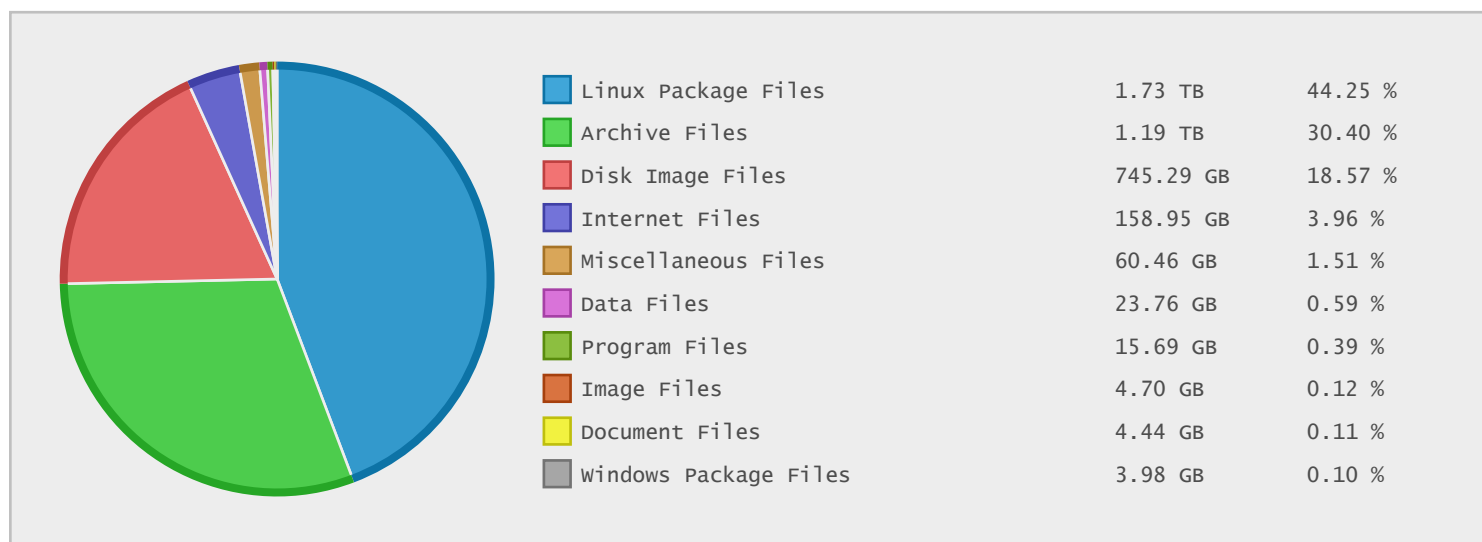 Linux Package Files 1.73 TB 44.25 %
Archive Files 1.19 TB 30.40 %
Disk Image Files 745.29 GB 18.57 %
Internet Files 158.95 GB 3.96 %
Miscellaneous Files 60.46 GB 1.51 %
Data Files 23.76 GB 0.59 %
Program Files 15.69 GB 0.39 %
Image Files 4.70 GB 0.12 %
Document Files 4.44 GB 0.11 %
Windows Package Files 3.98 GB 0.10 %